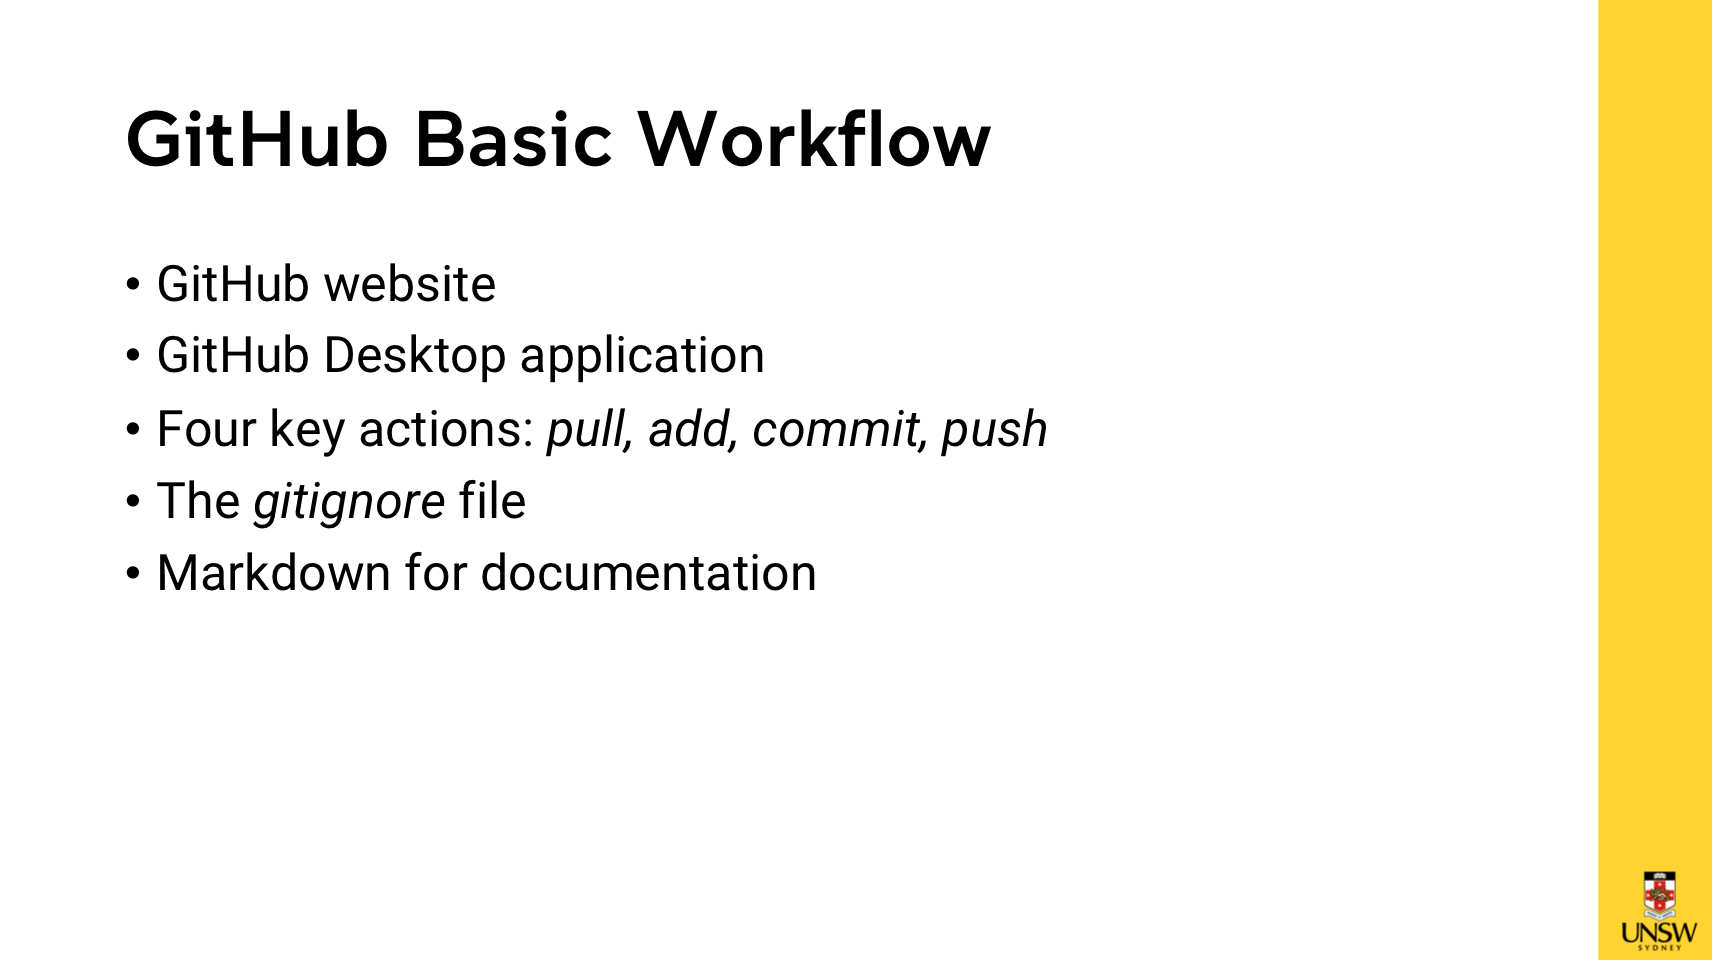 GitHub Basic Workflow
• GitHub website
• GitHub Desktop application
• Four key actions: pull, add, commit, push
• The gitignore file
• Markdown for documentation
UNSW
SYDNEY